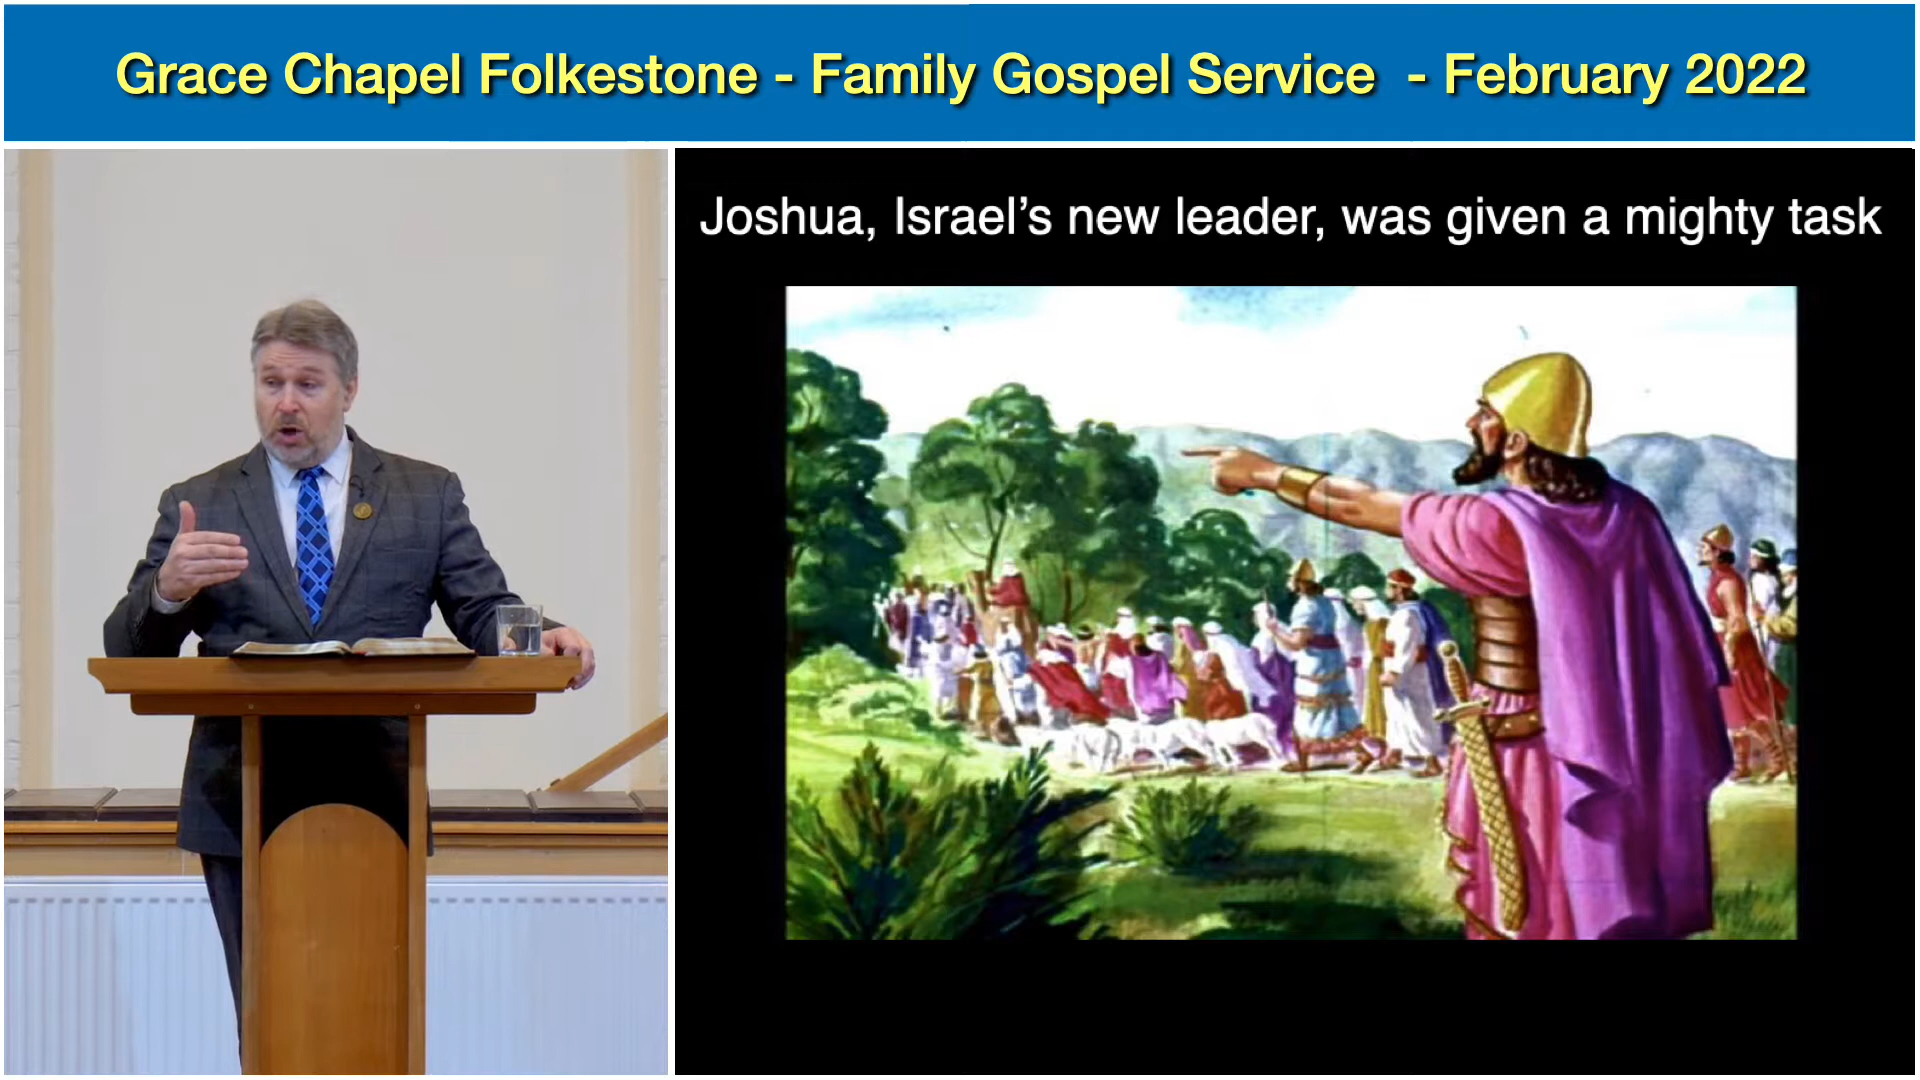 Grace Chapel Folkestone - Family Gospel Service - February 2022
Joshua, Israel’s new leader, was given a mighty task